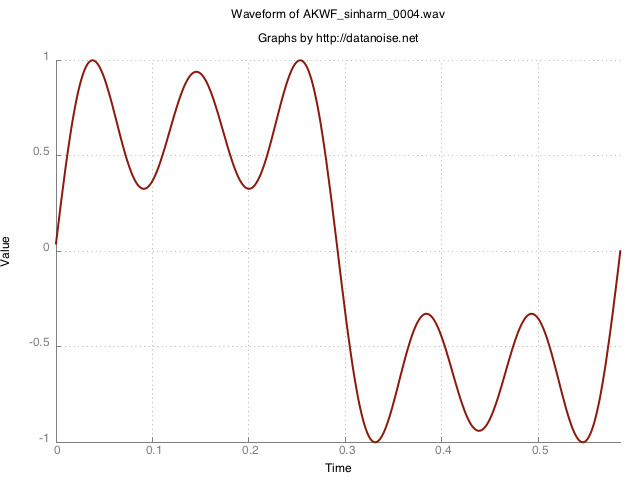 Waveform of AKWF_sinharm_0004.wav
Graphs by http://datanoise.net
1
0.5
0
-0.5
-1
Value
0 0.1 0.2 0.3 0.4 0.5
Time